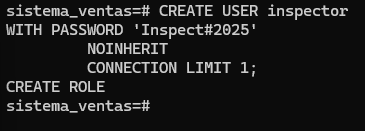 sistema_ventas=# CREATE USER inspector
WITH PASSWORD 'Inspect#2025'
        NOINHERIT
        CONNECTION LIMIT 1;
CREATE ROLE
sistema_ventas=#